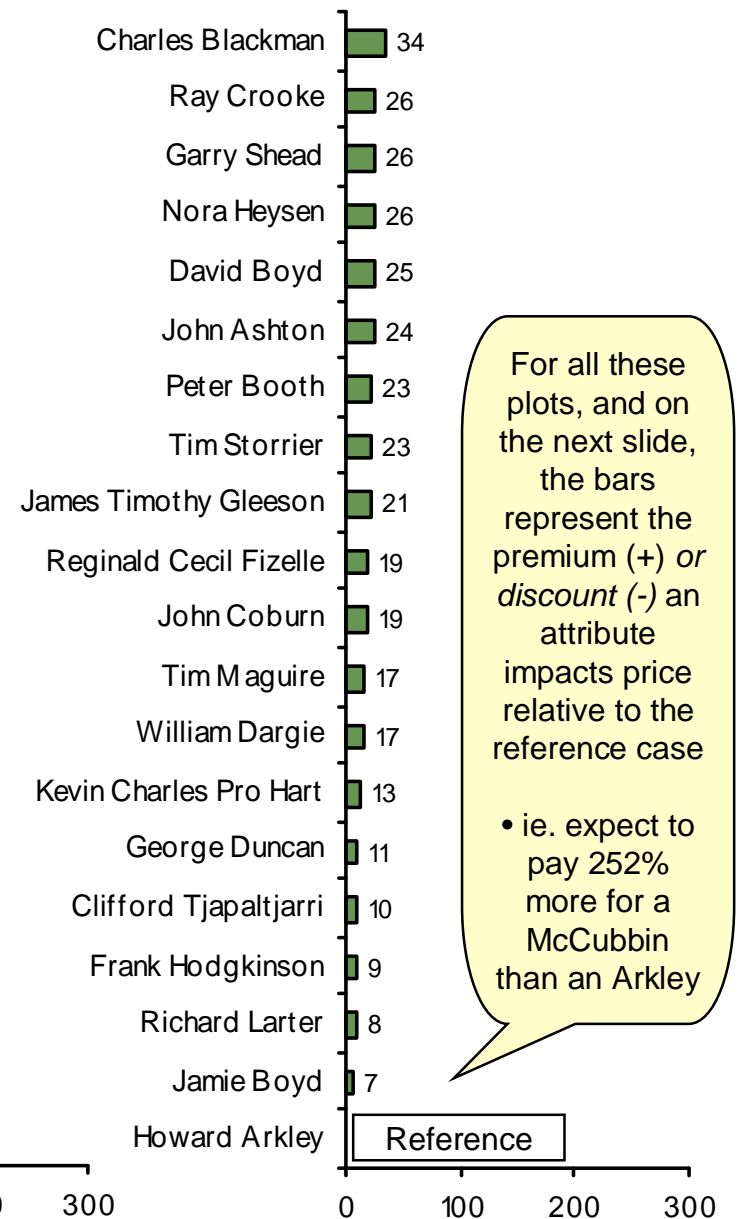 Charles Blackman 34
Ray Crooke 26
Garry Shead 26
Nora Heysen 26
David Boyd 25
John Ashton 24
Peter Booth 23
Tim Storrier 23
James Timothy Gleeson 21
Reginald Cecil Fizelle 19
John Coburn 19
Tim Maguire 17
William Dargie 17
Kevin Charles Pro Hart 13
George Duncan 11
Clifford Tjapaltjarri 10
Frank Hodgkinson 9
Richard Larter 8
Jamie Boyd 7
Howard Arkley Reference
0 100 200 300
300
For all these
plots, and on
the next slide,
the bars
represent the
premium (+) or
discount (-) an
attribute
impacts price
relative to the
reference case
• ie. expect to
pay 252%
more for a
McCubbin
than an Arkley